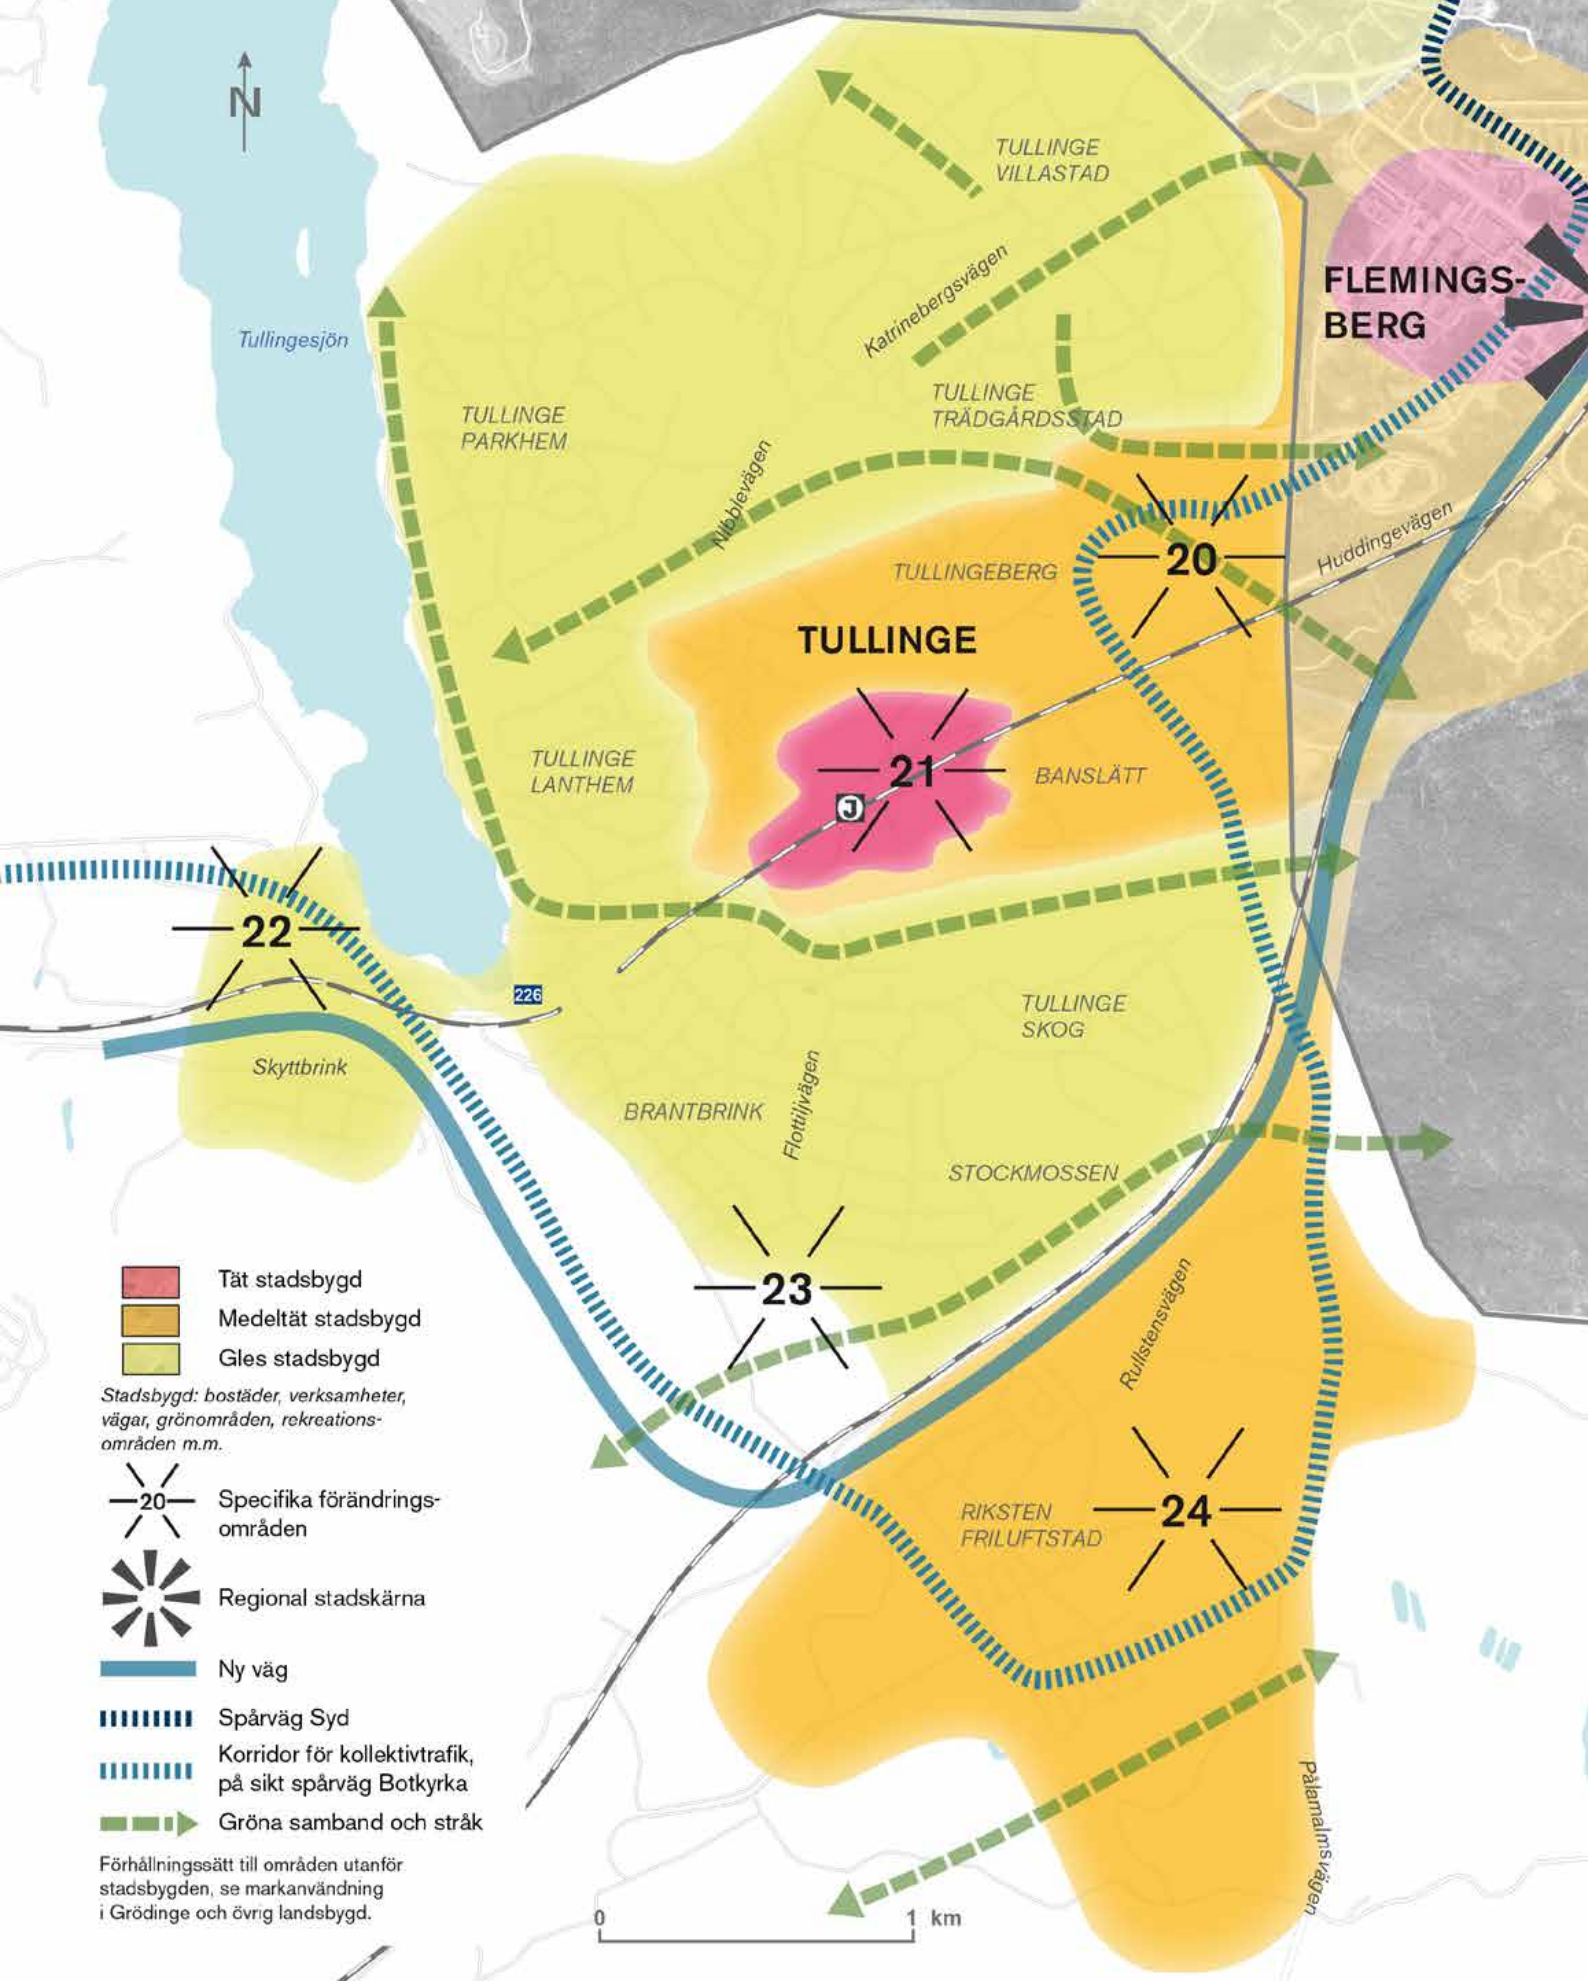 N
TULLINGE
VILLASTAD
FLEMINGS-
BERG
Katrinebergsvägen
Tullingesjön
TULLINGE
TRÄDGÅRDSSTAD
TULLINGE
PARKHEM
Nibblevägen
Huddingevägen
20
TULLINGEBERG
TULLINGE
TULLINGE
LANTHEM
21
BANSLÄTT
J
22
226
TULLINGE
SKOG
Skyttbrink
BRANTBRINK
Flottiljvägen
STOCKMOSSEN
23
Rullstensvägen
RIKSTEN
FRILUFTSTAD
24
Pålamalmsvägen
Tät stadsbygd
Medeltät stadsbygd
Gles stadsbygd
Stadsbygd: bostäder, verksamheter,
vägar, grönområden, rekreations-
områden m.m.
20
Specifika förändrings-
områden
Regional stadskärna
Ny väg
Spårväg Syd
Korridor för kollektivtrafik,
på sikt spårväg Botkyrka
Gröna samband och stråk
Förhållningssätt till områden utanför
stadsbygden, se markanvändning
i Grödinge och övrig landsbygd.
0 1 km